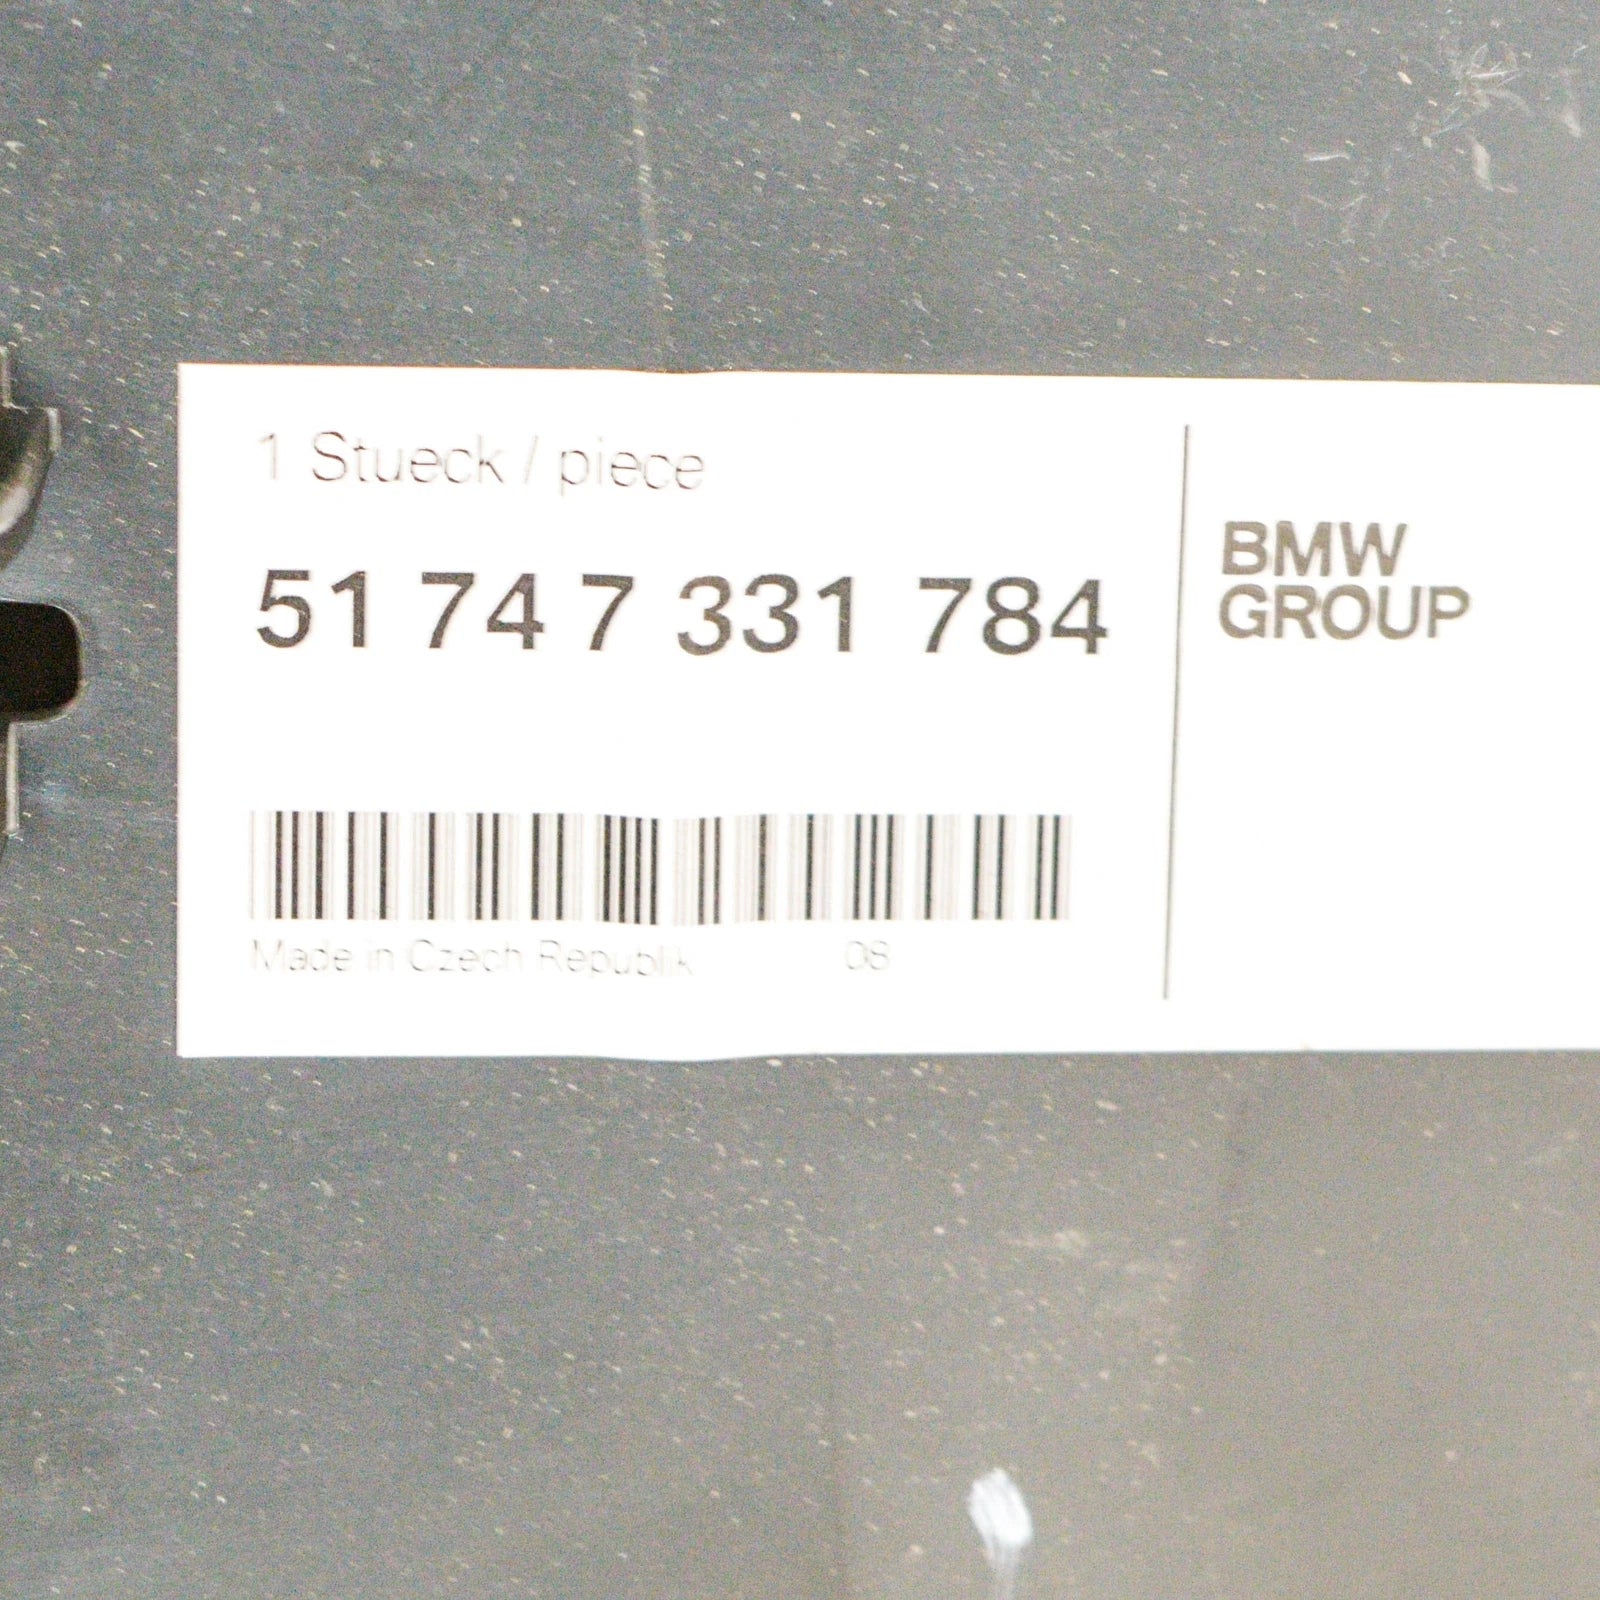 1 Stueck / piece
51 74 7 331 784
BMW
GROUP
Made in Czech Republik 08